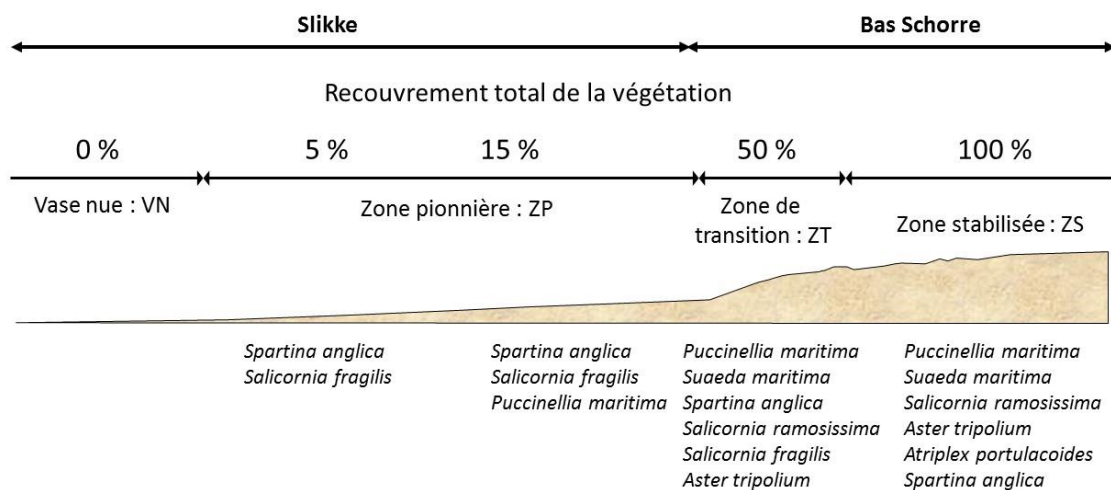 Slikke
Bas Schorre
Recouvrement total de la végétation
0 %
5 %
15 %
50 %
100 %
Vase nue : VN
Zone pionnière : ZP
Zone de
transition : ZT
Zone stabilisée : ZS
Spartina anglica
Salicornia fragilis
Spartina anglica
Salicornia fragilis
Puccinellia maritima
Puccinellia maritima
Suaeda maritima
Spartina anglica
Salicornia ramosissima
Salicornia fragilis
Aster tripolium
Puccinellia maritima
Suaeda maritima
Salicornia ramosissima
Aster tripolium
Atriplex portulacoides
Spartina anglica